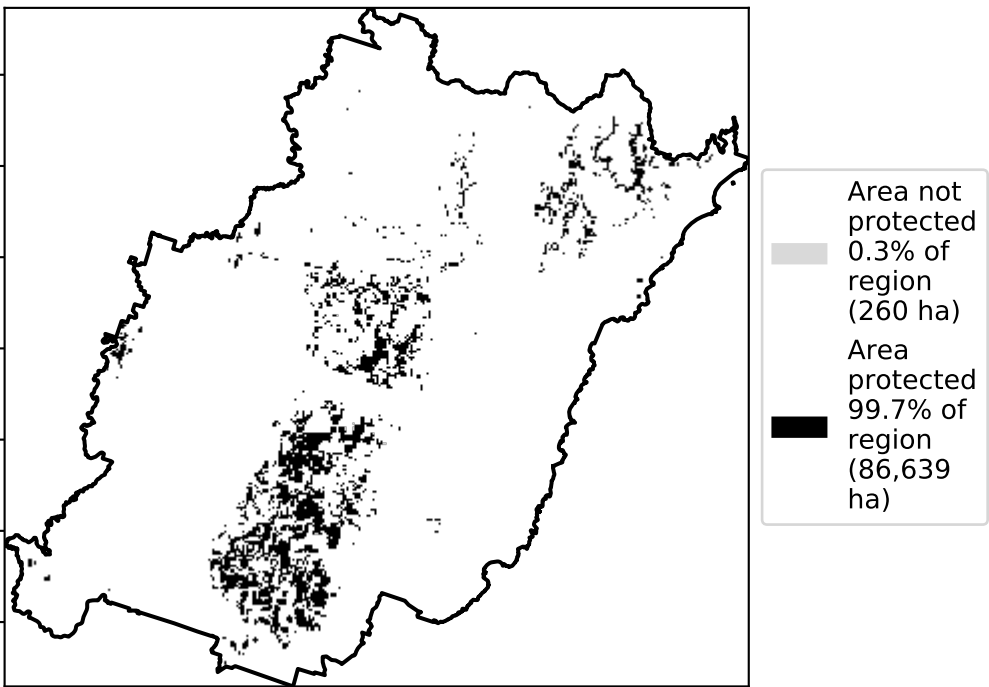 Area not
protected
0.3% of
region
(260 ha)
Area
protected
99.7% of
region
(86,639
ha)